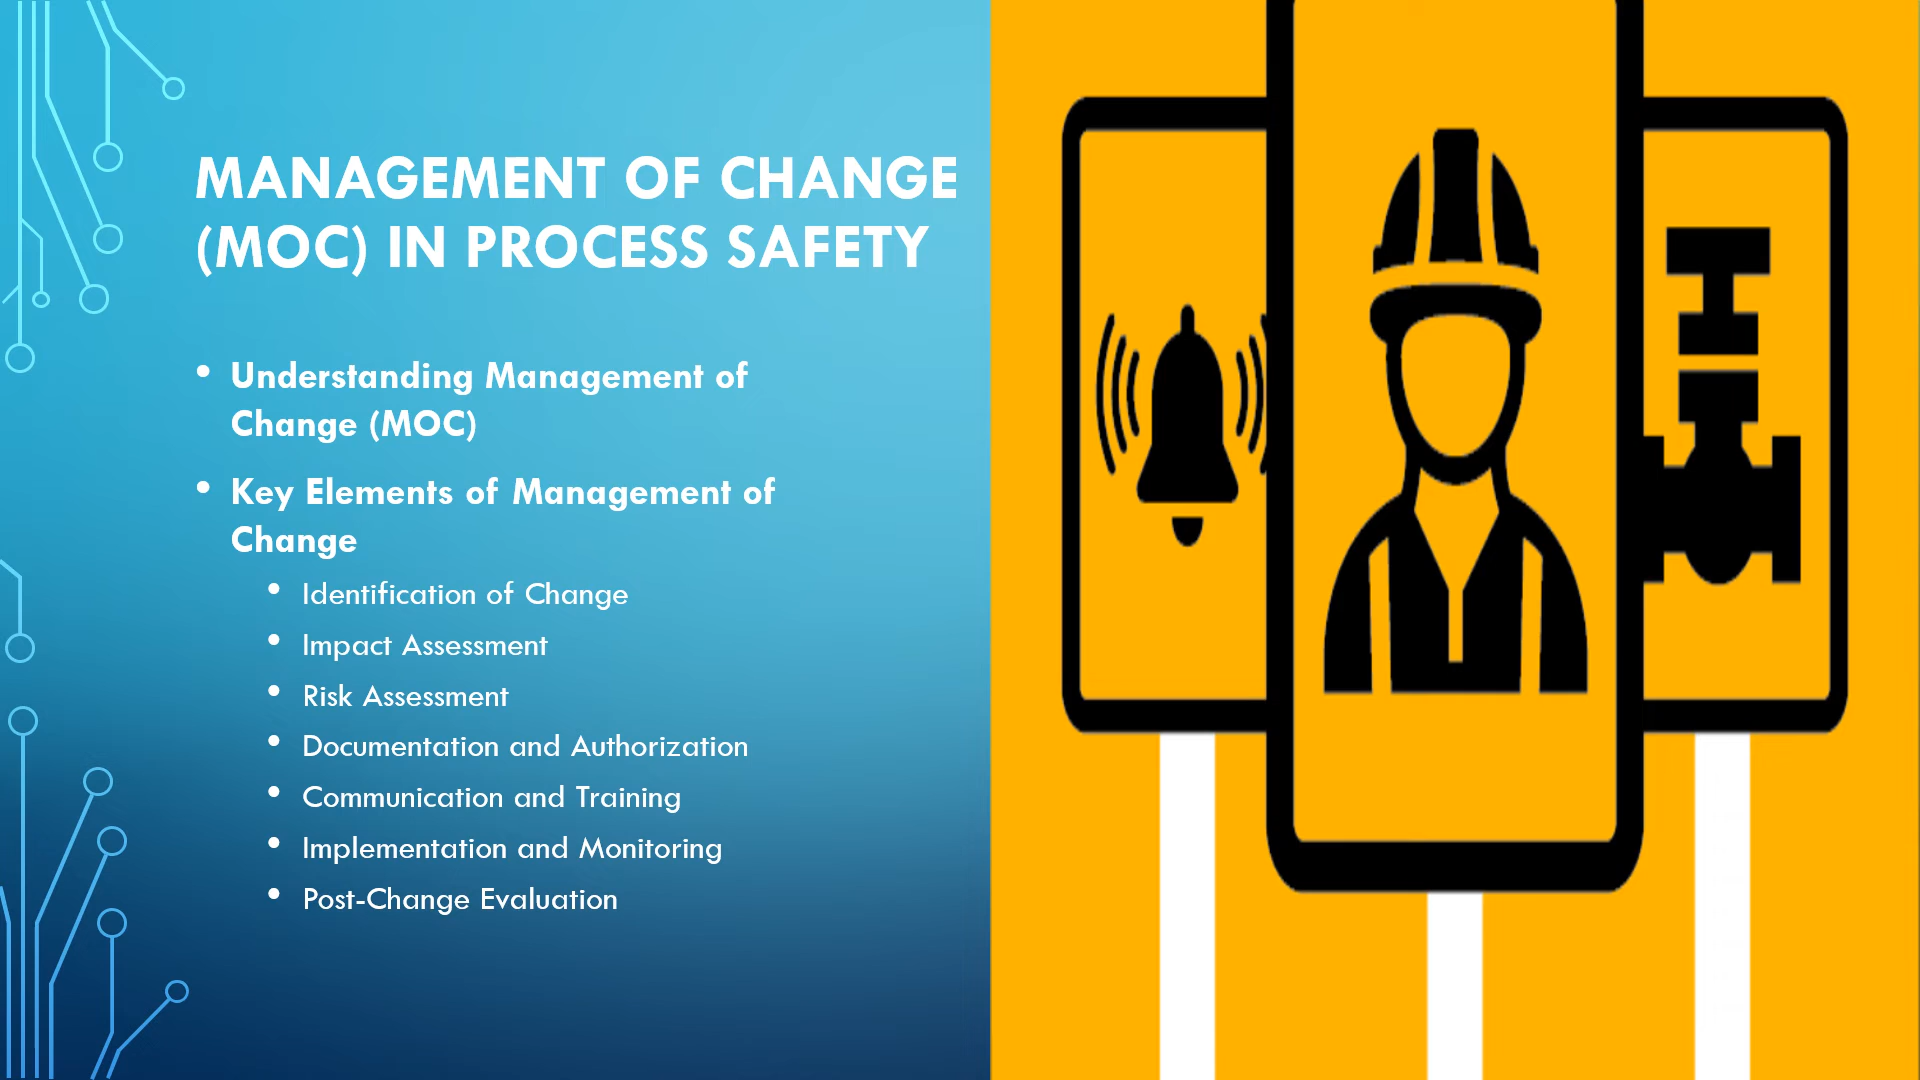 MANAGEMENT OF CHANGE
(MOC) IN PROCESS SAFETY
• Understanding Management of
Change (MOC)
• Key Elements of Management of
Change
• Identification of Change
• Impact Assessment
• Risk Assessment
• Documentation and Authorization
• Communication and Training
• Implementation and Monitoring
• Post-Change Evaluation